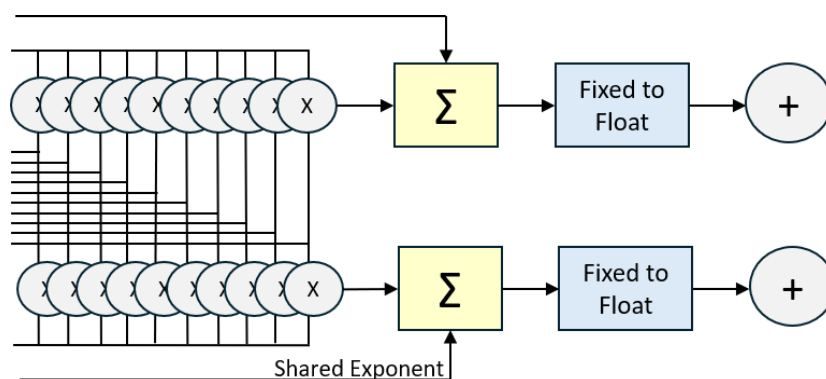 X X X X X X X X X X
Σ
Fixed to
Float
+
X X X X X X X X X X
Σ
Fixed to
Float
+
Shared Exponent